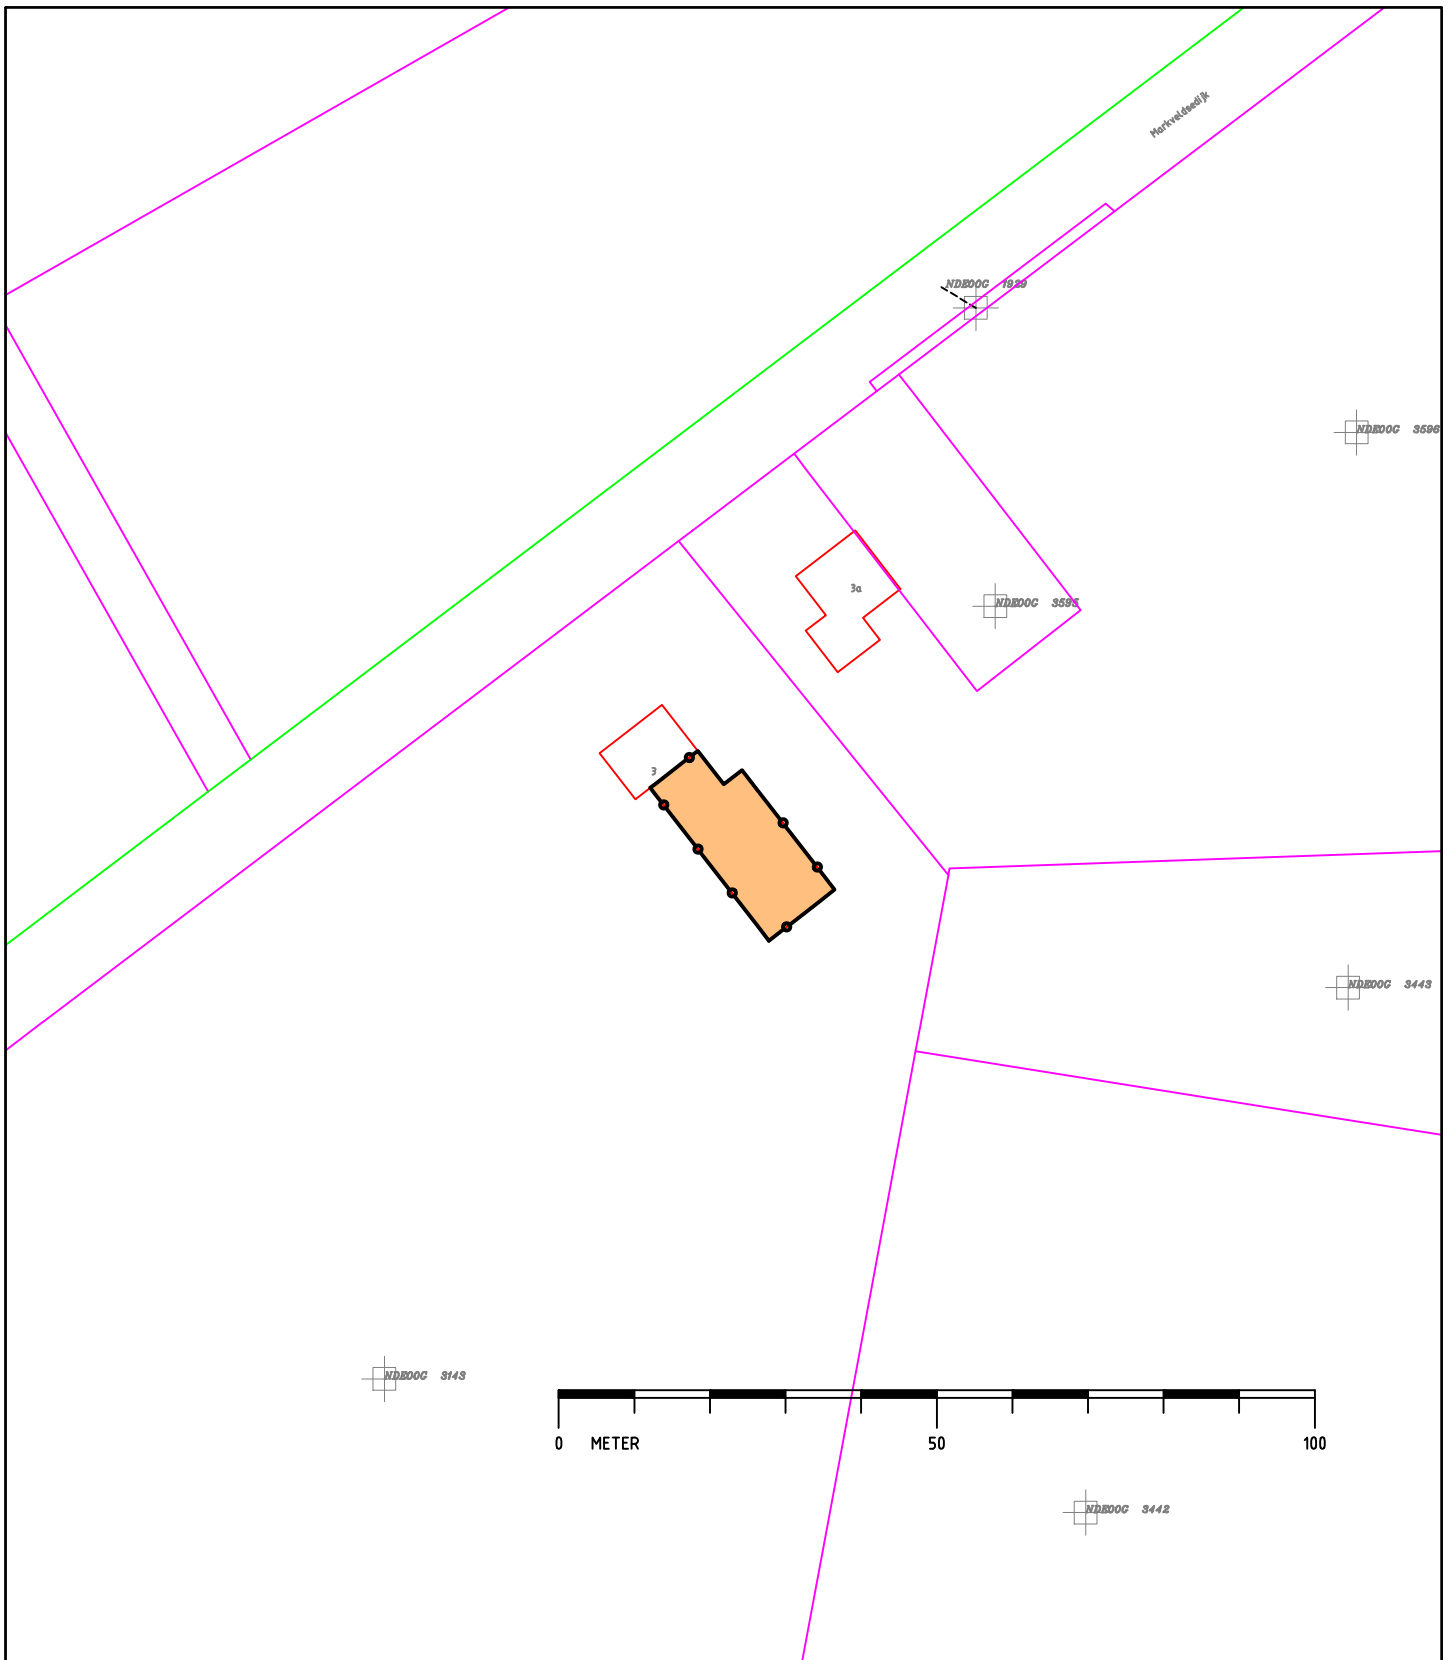 Markveldsedijk
NDE00G 1929
NDE00G 3596
3a
NDE00G 3595
3
NDE00G 3443
NDE00G 3143
0 METER 50 100
NDE00G 3442